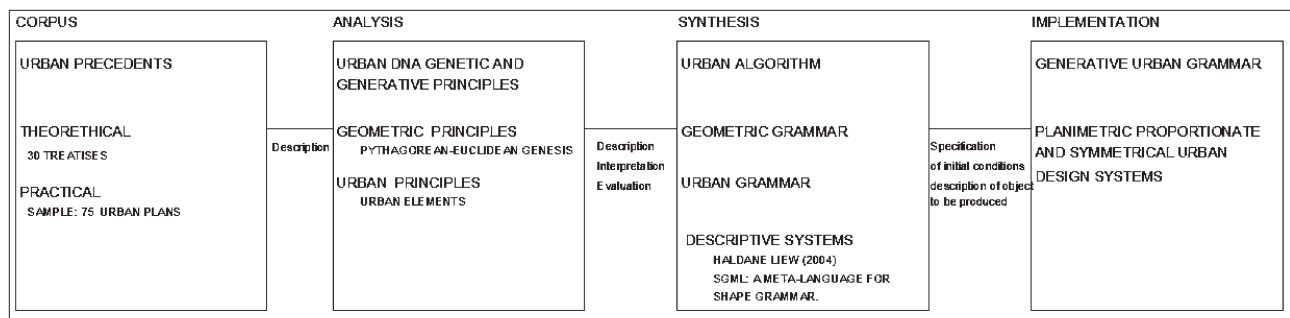 CORPUS
URBAN PRECEDENTS
THEORETHICAL
30 TREATISES
PRACTICAL
SAMPLE: 75 URBAN PLANS
Description
ANALYSIS
URBAN DNA GENETIC AND
GENERATIVE PRINCIPLES
GEOMETRIC PRINCIPLES
PYTHAGOREAN-EUCLIDEAN GENESIS
URBAN PRINCIPLES
URBAN ELEMENTS
Description
Interpretation
Evaluation
SYNTHESIS
URBAN ALGORITHM
GEOMETRIC GRAMMAR
URBAN GRAMMAR
DESCRIPTIVE SYSTEMS
HALDANE LIEW (2004)
SGML: A META-LANGUAGE FOR
SHAPE GRAMMAR.
Specification
of initial conditions
description of object
to be produced
IMPLEMENTATION
GENERATIVE URBAN GRAMMAR
PLANIMETRIC PROPORTIONATE
AND SYMMETRICAL URBAN
DESIGN SYSTEMS